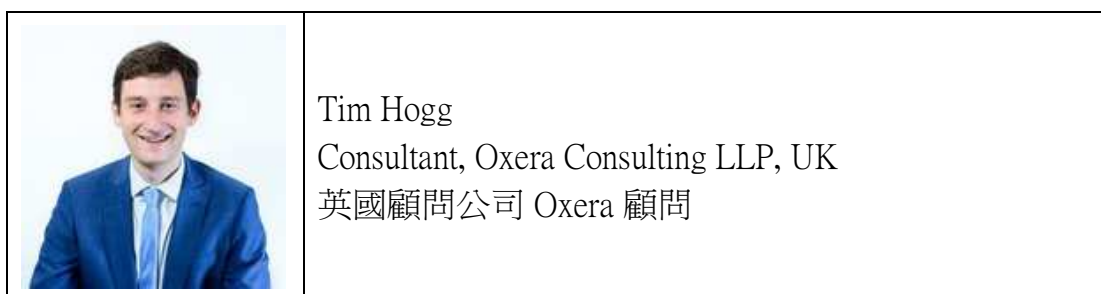 Tim Hogg
Consultant, Oxera Consulting LLP, UK
英國顧問公司 Oxera 顧問